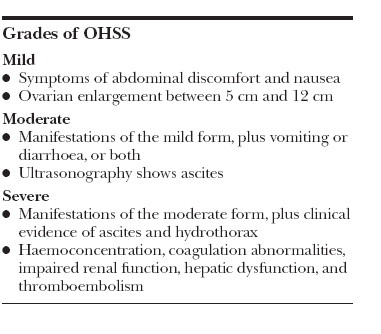 Grades of OHSS
Mild
● Symptoms of abdominal discomfort and nausea
● Ovarian enlargement between 5 cm and 12 cm
Moderate
● Manifestations of the mild form, plus vomiting or
diarrhoea, or both
● Ultrasonography shows ascites
Severe
● Manifestations of the moderate form, plus clinical
evidence of ascites and hydrothorax
● Haemoconcentration, coagulation abnormalities,
impaired renal function, hepatic dysfunction, and
thromboembolism